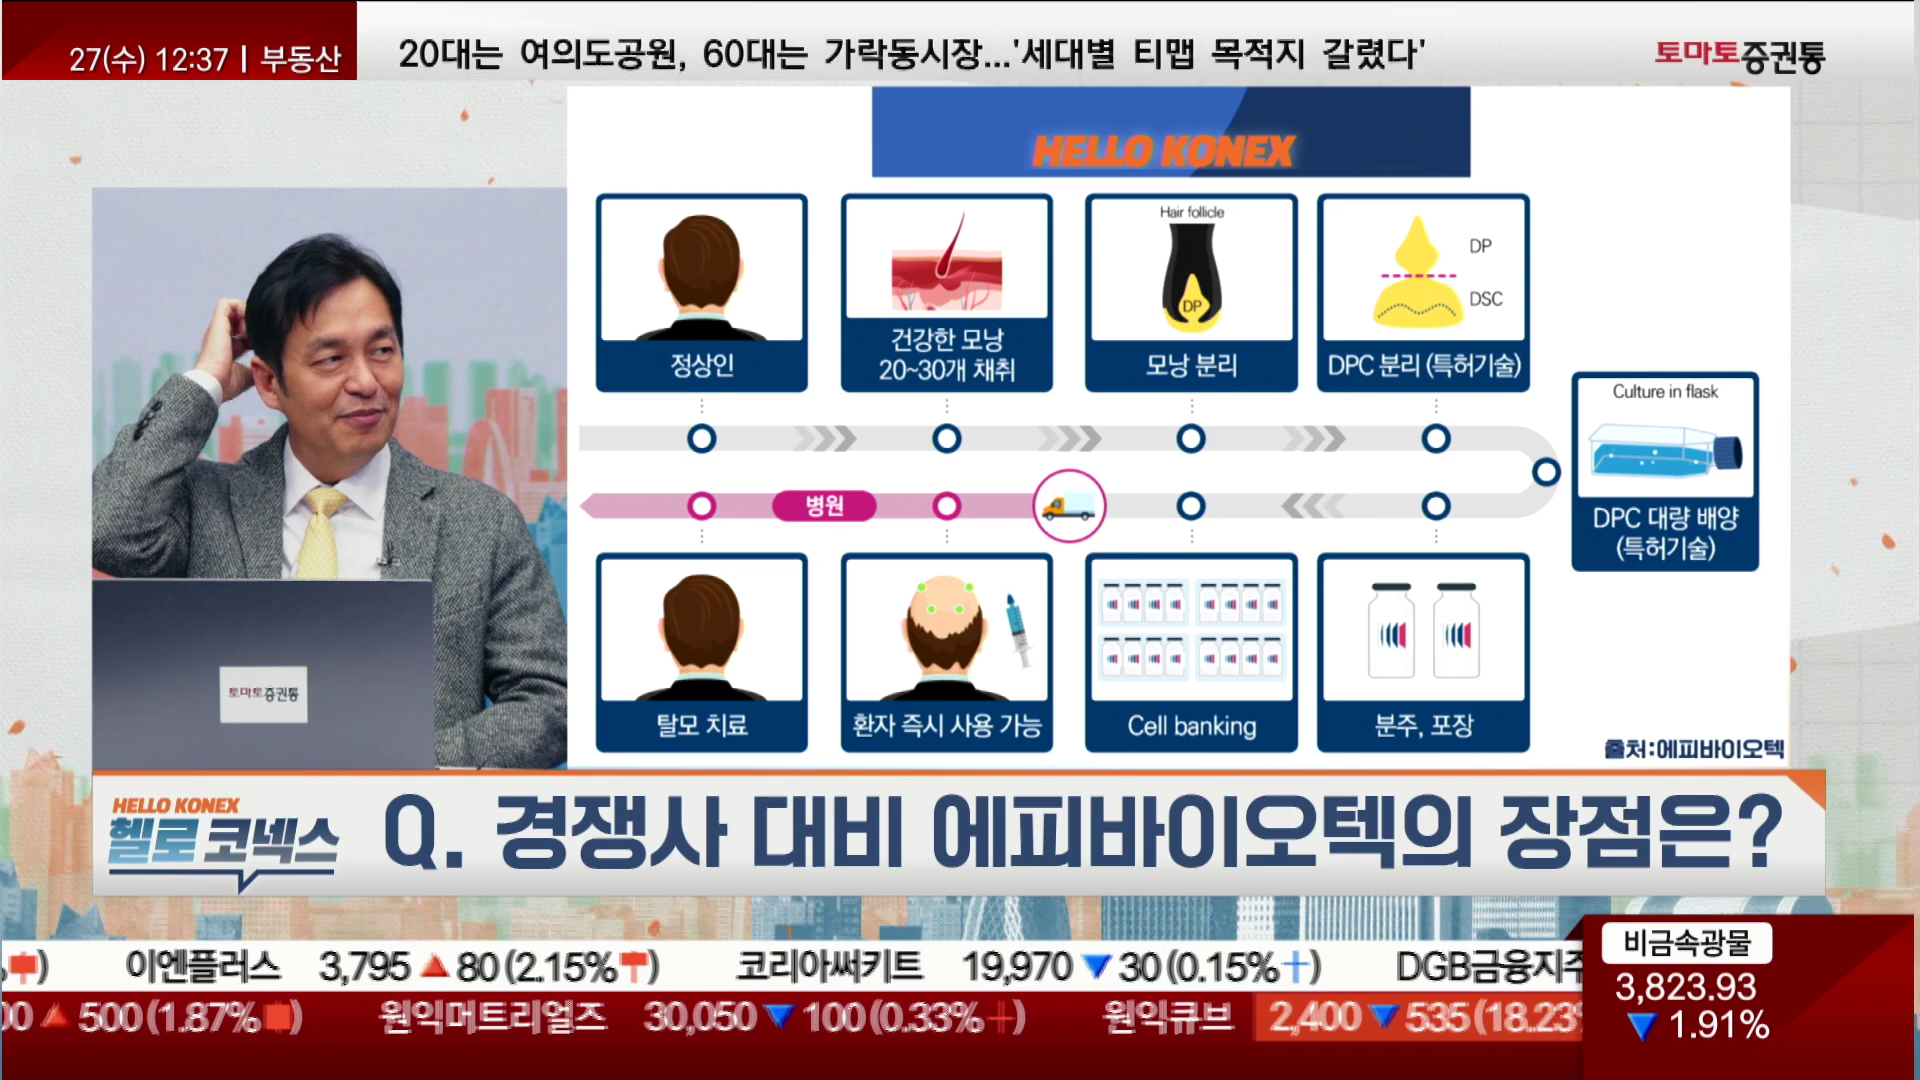 27(수) 12:37 | 부동산
20대는 여의도공원, 60대는 가락동시장...'세대별 티맵 목적지 갈렸다'
토마토증권통
HELLO KONEX
정상인
건강한 모낭
20~30개 채취
Hair follicle
DP
모낭 분리
DP
DSC
DPC 분리 (특허기술)
Culture in flask
DPC 대량 배양
(특허기술)
병원
탈모 치료
환자 즉시 사용 가능
Cell banking
분주, 포장
출처:에피바이오텍
토마토증권통
HELLO KONEX
헬로 코넥스
Q. 경쟁사 대비 에피바이오텍의 장점은?
이엔플러스 3,795 ▲ 80 (2.15%↑) 코리아써키트 19,970 ▼ 30 (0.15%↓) DGB금융지주
00 ▲ 500 (1.87%) 원익머트리얼즈 30,050 ▼ 100 (0.33%) 원익큐브 2,400 ▼ 535 (18.23%
비금속광물
3,823.93
▼ 1.91%